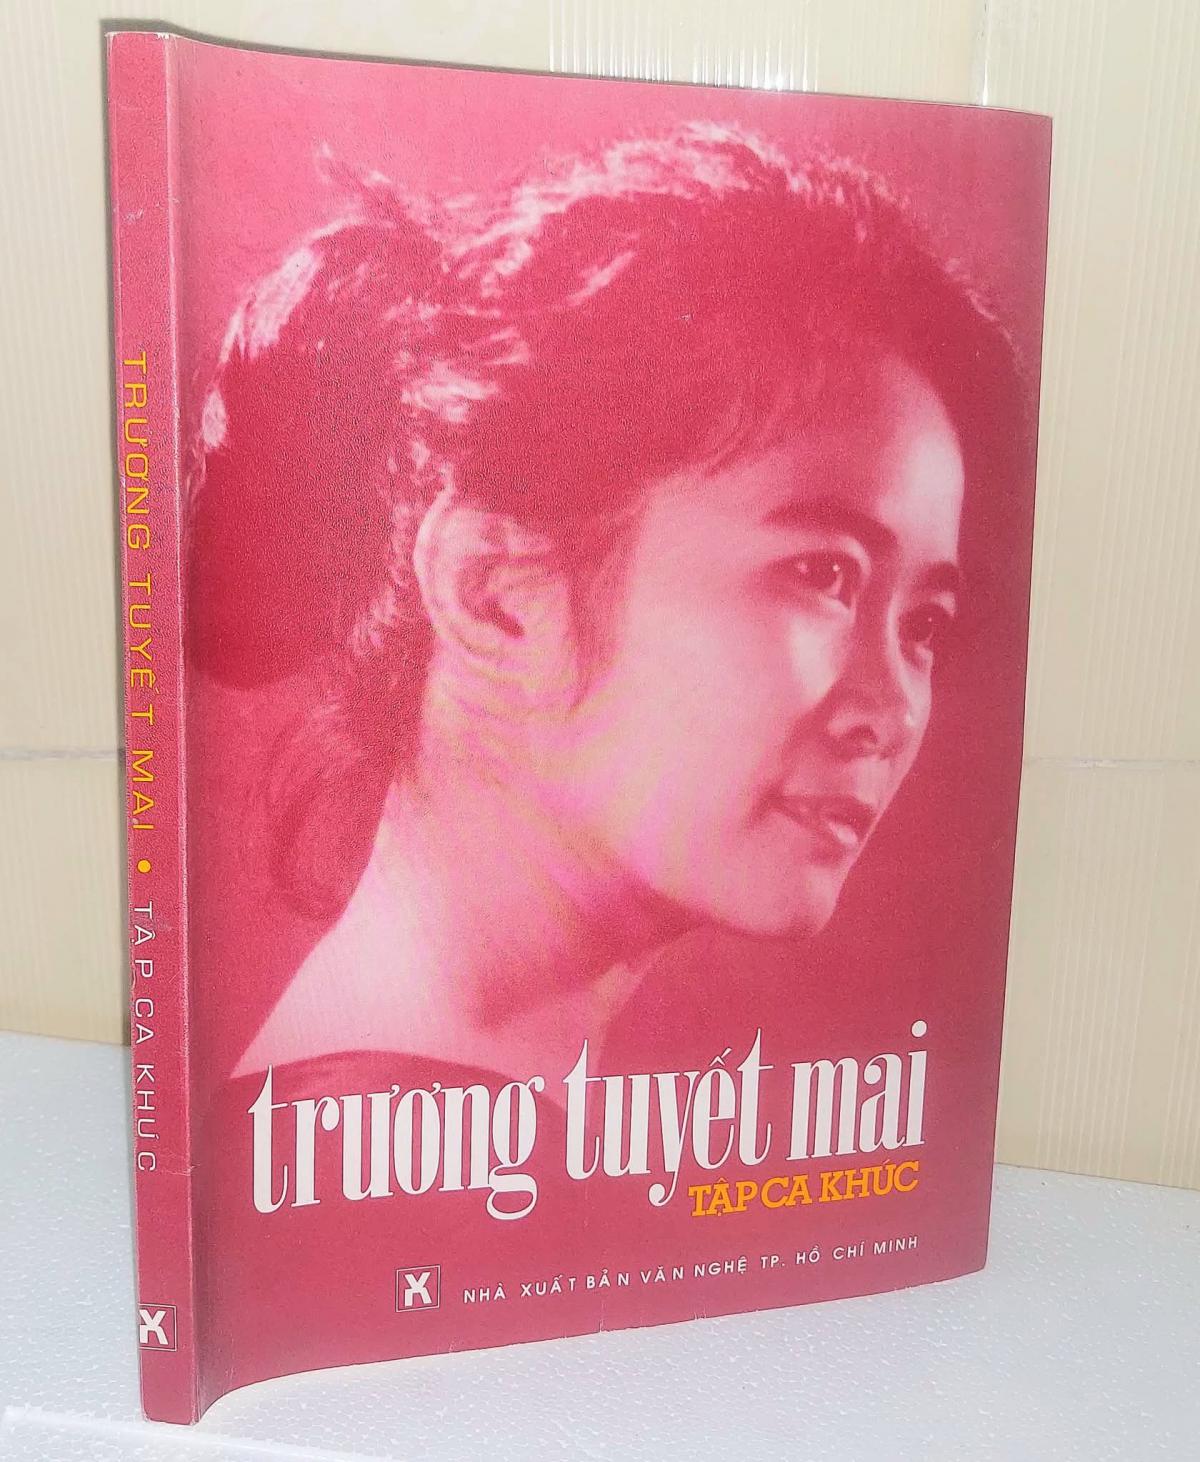 TRƯƠNG TUYẾT MAI • TẬP CA KHÚC
trương tuyết mai
TẬP CA KHÚC
NHÀ XUẤT BẢN VĂN NGHỆ TP. HỒ CHÍ MINH